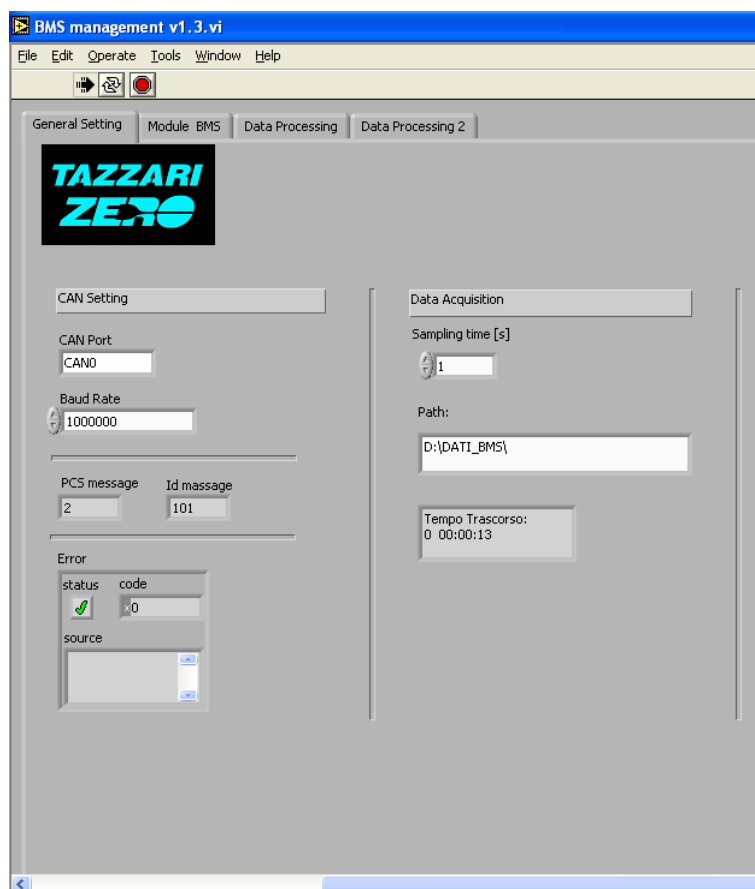 BMS management v1.3.vi
File Edit Operate Tools Window Help
General Setting Module BMS Data Processing Data Processing 2
TAZZARI
ZERO
CAN Setting
CAN Port
CAN0
Baud Rate
1000000
PCS message Id massage
2 101
Error
status code
x0
source
Data Acquisition
Sampling time [s]
1
Path:
D:\DATI_BMS\
Tempo Trascorso:
0 00:00:13